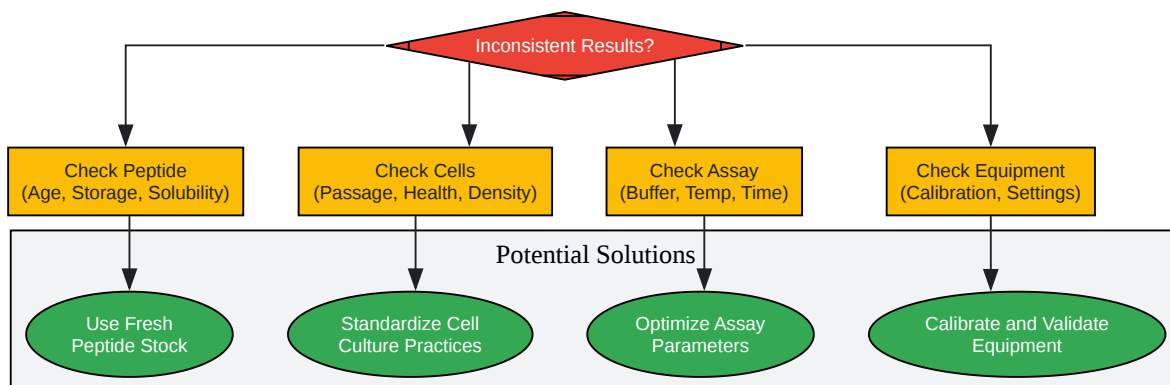 Inconsistent Results?
Check Peptide
(Age, Storage, Solubility)
Check Cells
(Passage, Health, Density)
Check Assay
(Buffer, Temp, Time)
Check Equipment
(Calibration, Settings)
Potential Solutions
Use Fresh
Peptide Stock
Standardize Cell
Culture Practices
Optimize Assay
Parameters
Calibrate and Validate
Equipment